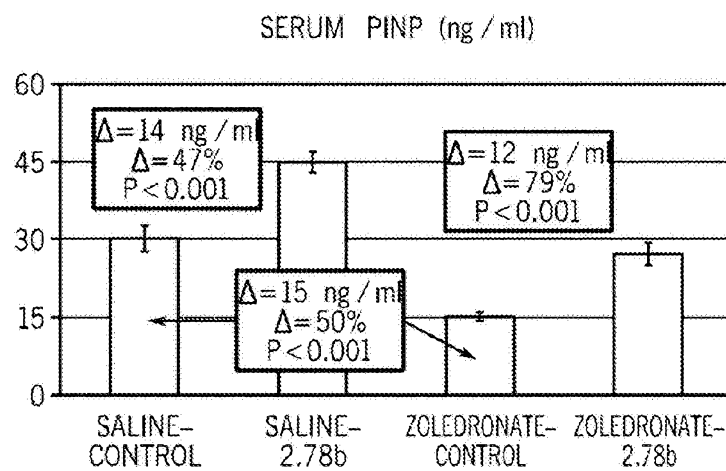 SERUM PINP (ng / ml)
60
45
30
15
0
Δ=14 ng / ml
Δ=47%
P<0.001
Δ=12 ng / ml
Δ=79%
P<0.001
Δ=15 ng / ml
Δ=50%
P<0.001
SALINE-
CONTROL
SALINE-
2.78b
ZOLEDRONATE-
CONTROL
ZOLEDRONATE-
2.78b